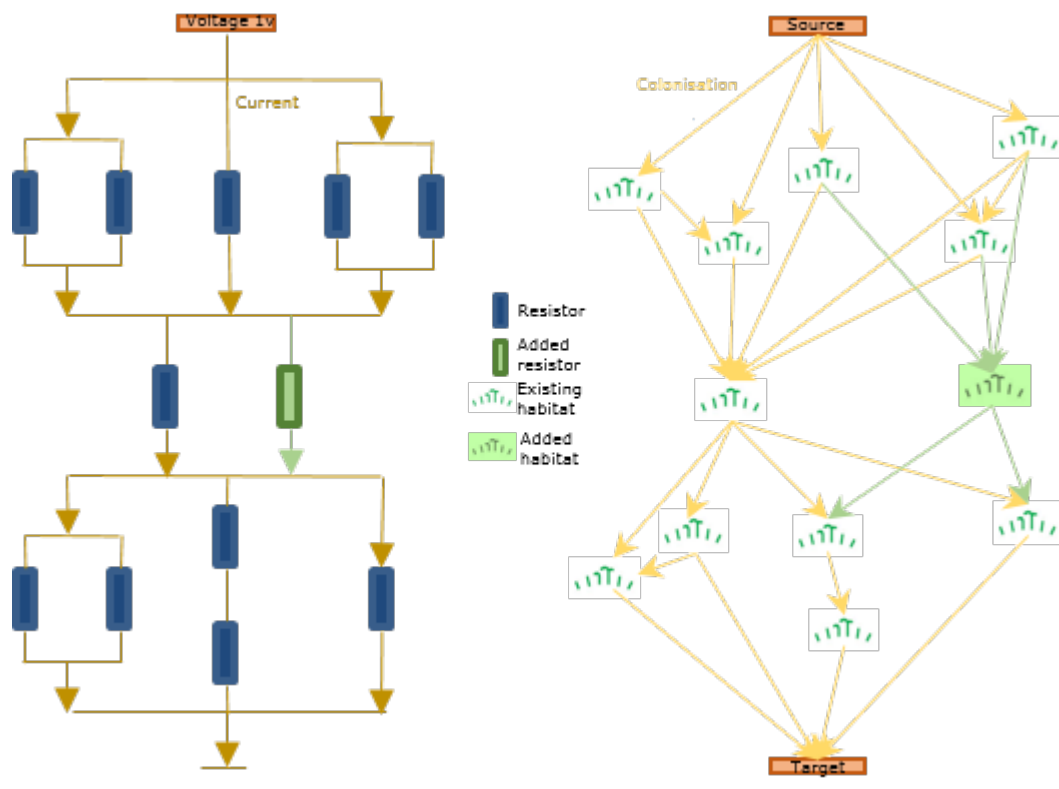 Voltage 1v
Current
Source
Colonisation
Resistor
Added
resistor
Existing
habitat
Added
habitat
Target